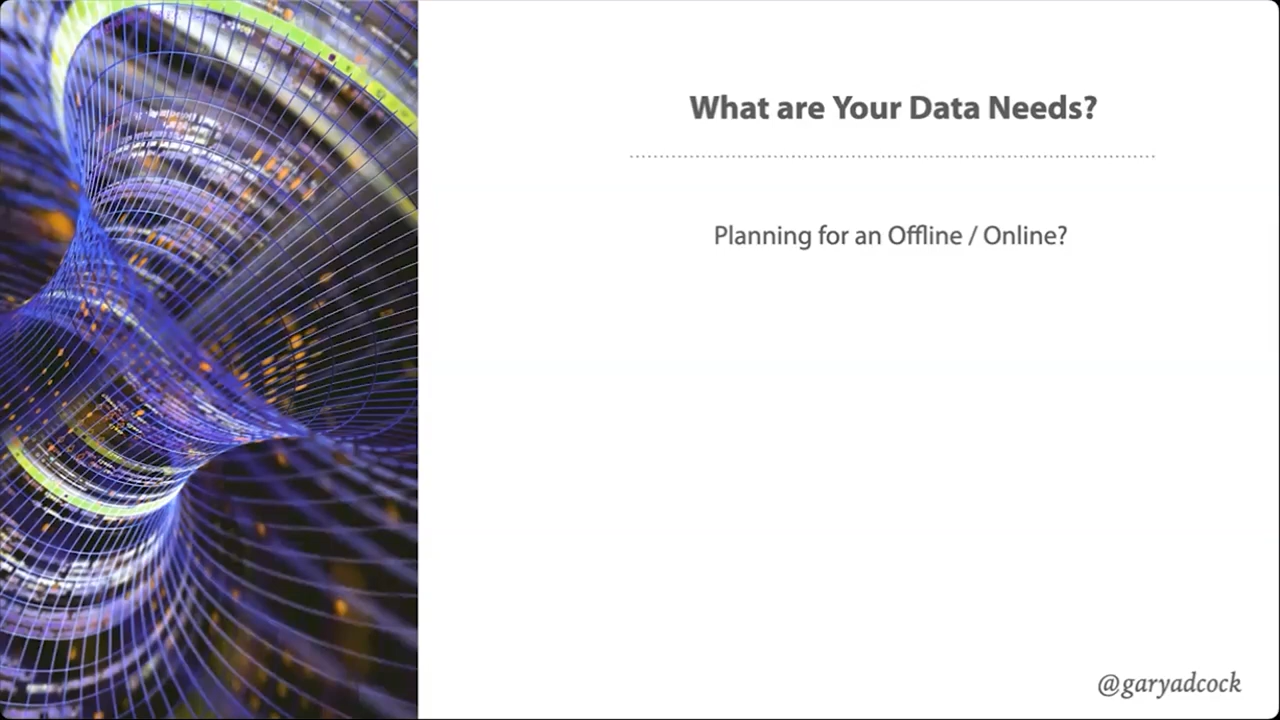 What are Your Data Needs?
Planning for an Offline / Online?
@garyadcock